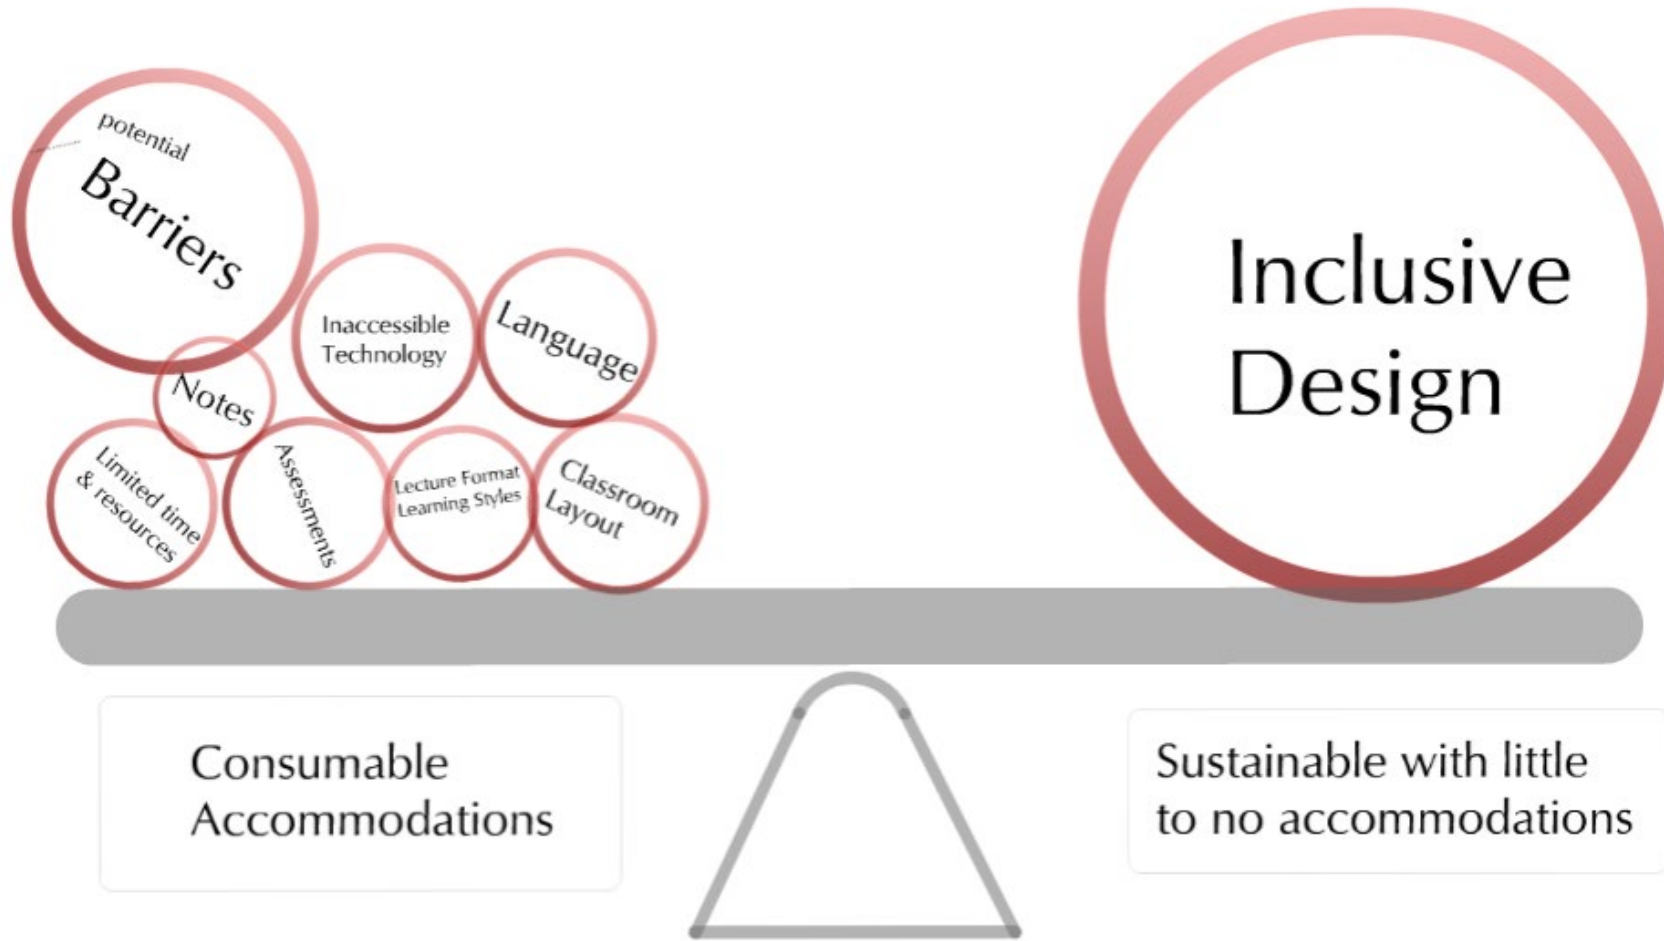 potential
Barriers
Inaccessible
Technology
Language
Notes
Limited time
& resources
Assessments
Lecture Format
Learning Styles
Classroom
Layout
Inclusive
Design
Consumable
Accommodations
Sustainable with little
to no accommodations